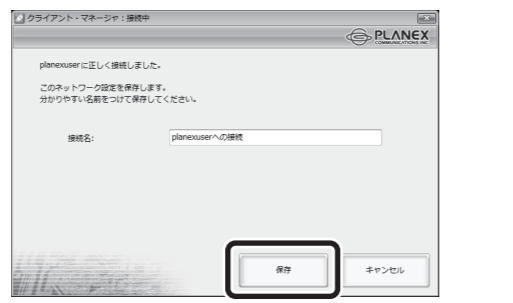 クライアント・マネージャ：接続中
PLANEX
COMMUNICATIONS INC
planexuserに正しく接続しました。
このネットワーク設定を保存します。
分かりやすい名前をつけて保存してください。
接続名:
planexuserへの接続
保存
キャンセル